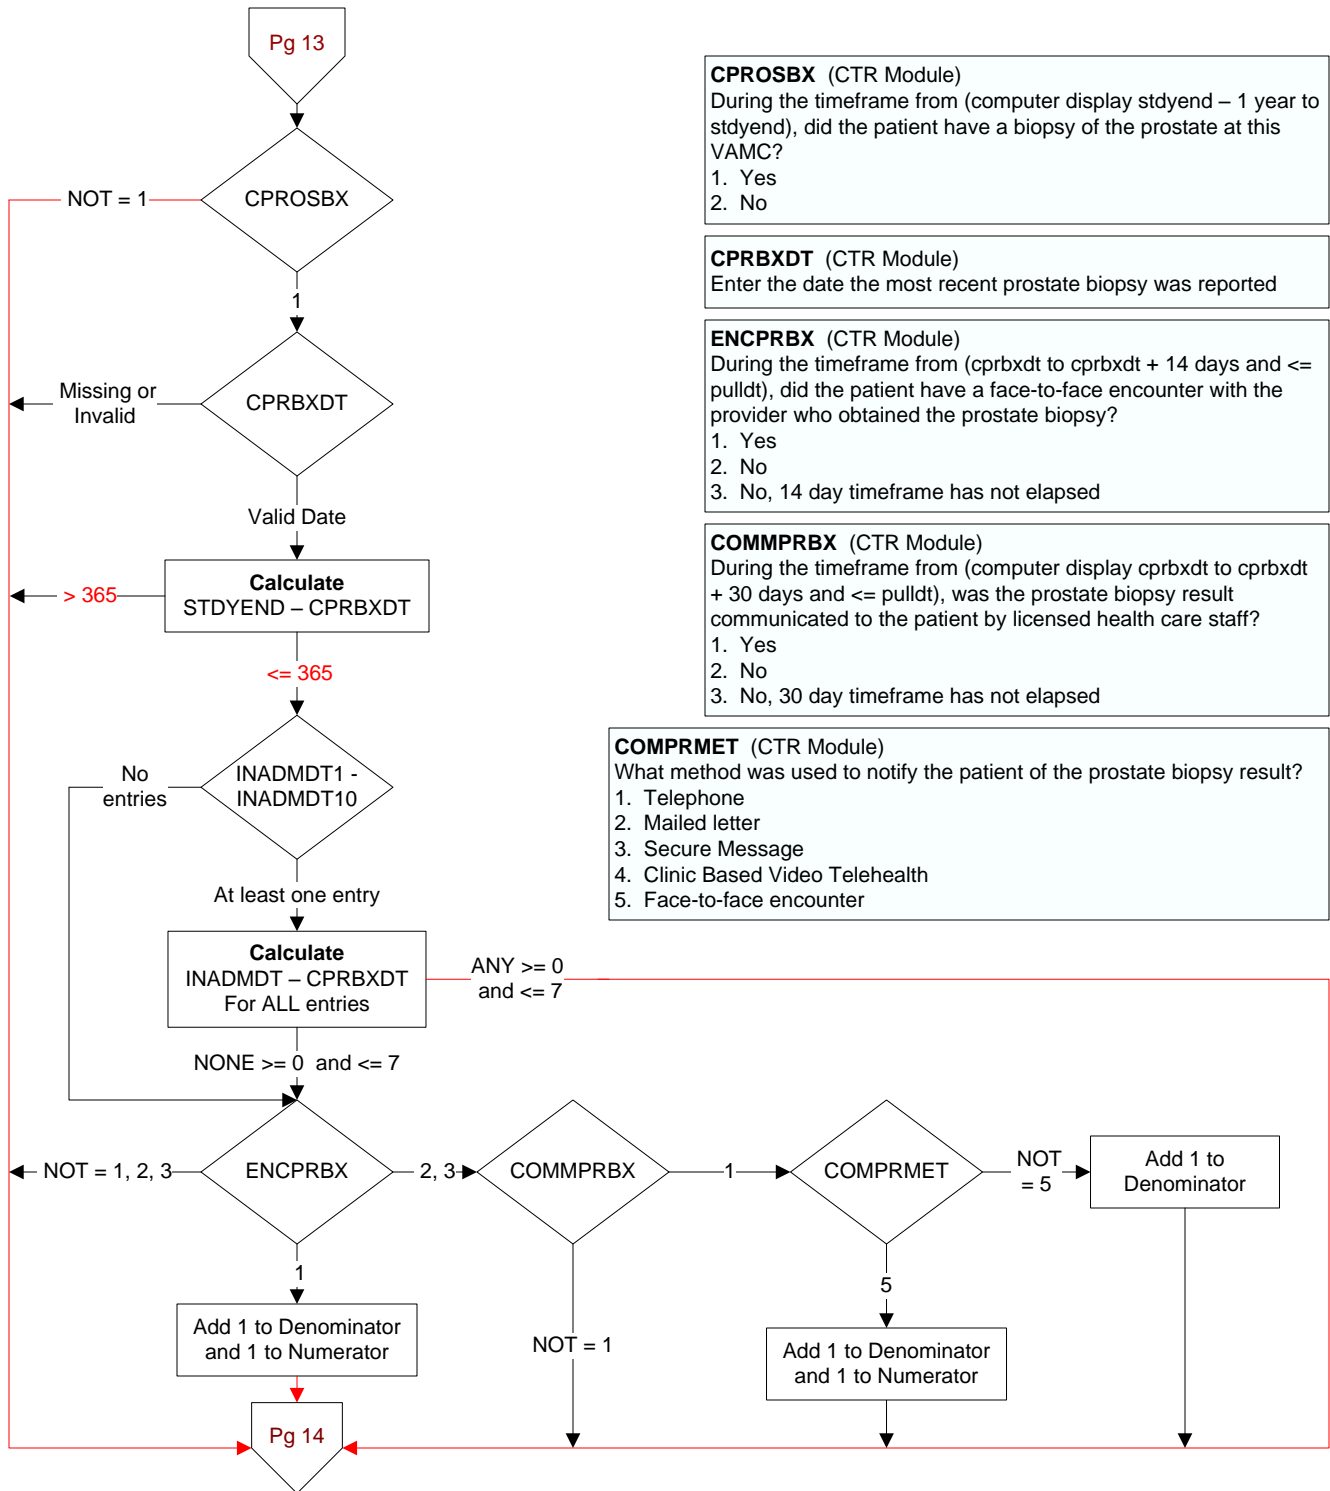 Pg 13
CPROSBX (CTR Module)
During the timeframe from (computer display stdyend – 1 year to
stdyend), did the patient have a biopsy of the prostate at this
VAMC?
1. Yes
2. No
NOT = 1
CPROSBX
1
CPRBXDT (CTR Module)
Enter the date the most recent prostate biopsy was reported
ENCPRBX (CTR Module)
During the timeframe from (cprbxdt to cprbxdt + 14 days and <=
pulldt), did the patient have a face-to-face encounter with the
provider who obtained the prostate biopsy?
1. Yes
2. No
3. No, 14 day timeframe has not elapsed
Missing or
Invalid
CPRBXDT
Valid Date
COMMPRBX (CTR Module)
During the timeframe from (computer display cprbxdt to cprbxdt
+ 30 days and <= pulldt), was the prostate biopsy result
communicated to the patient by licensed health care staff?
1. Yes
2. No
3. No, 30 day timeframe has not elapsed
> 365
Calculate
STDYEND – CPRBXDT
<= 365
COMPRMET (CTR Module)
What method was used to notify the patient of the prostate biopsy result?
1. Telephone
2. Mailed letter
3. Secure Message
4. Clinic Based Video Telehealth
5. Face-to-face encounter
No
entries
INADMDT1 -
INADMDT10
At least one entry
Calculate
INADMDT – CPRBXDT
For ALL entries
ANY >= 0
and <= 7
NONE >= 0 and <= 7
NOT = 1, 2, 3
ENCPRBX
2, 3
COMMPRBX
1
COMPRMET
NOT
= 5
Add 1 to
Denominator
1
5
Add 1 to Denominator
and 1 to Numerator
NOT = 1
Add 1 to Denominator
and 1 to Numerator
Pg 14